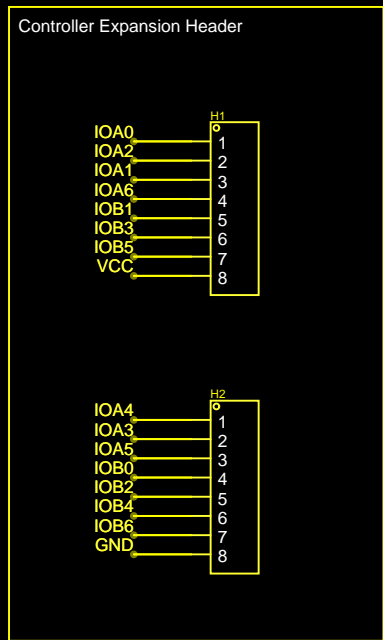 Controller Expansion Header
H1
IOA0 1
IOA2 2
IOA1 3
IOA6 4
IOB1 5
IOB3 6
IOB5 7
VCC 8
H2
IOA4 1
IOA3 2
IOA5 3
IOB0 4
IOB2 5
IOB4 6
IOB6 7
GND 8